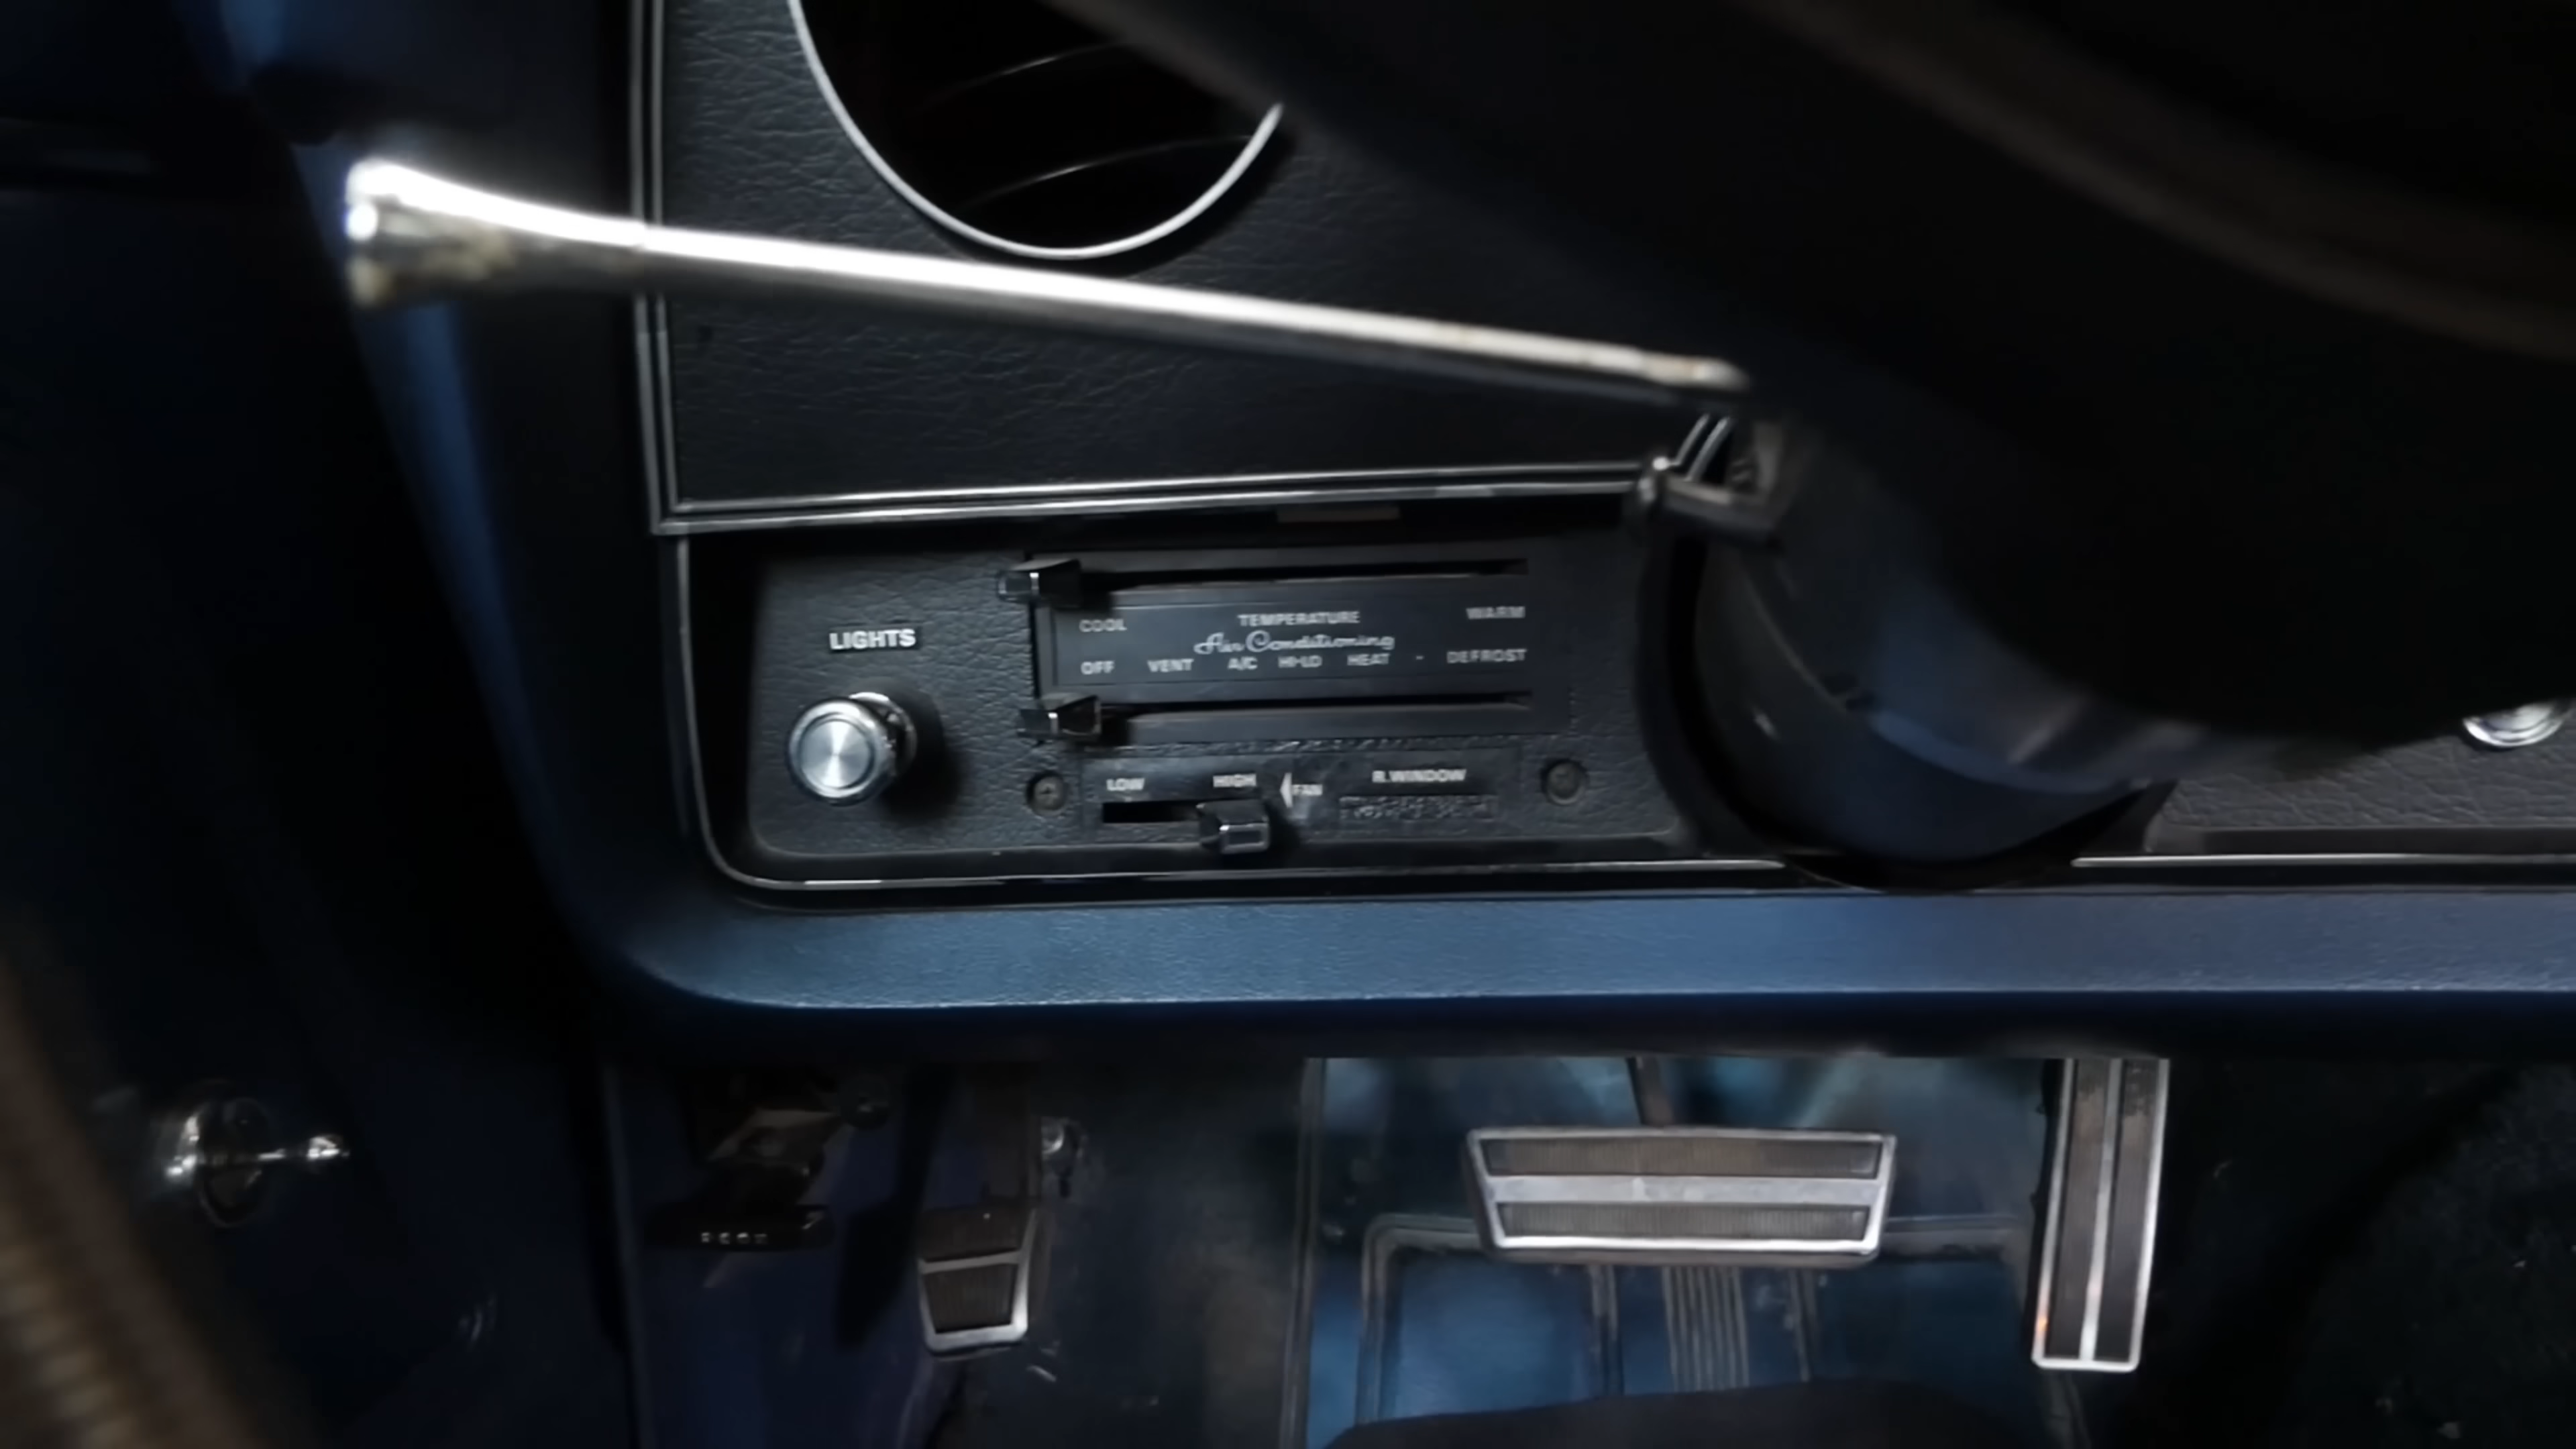 LIGHTS
COOL TEMPERATURE WARM
Air Conditioning
OFF VENT A/C HI-LO HEAT - DEFROST
LOW HIGH FAN R.WINDOW